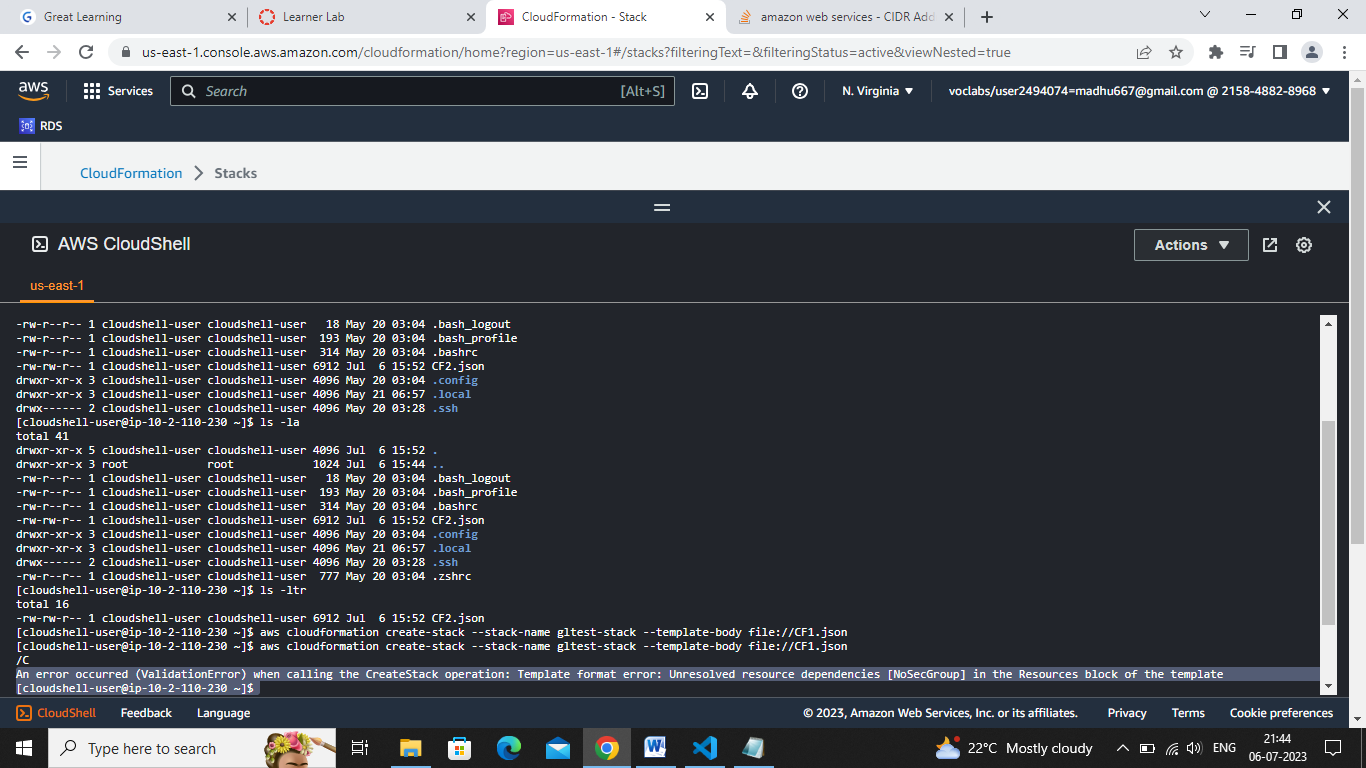 Great Learning
Learner Lab
CloudFormation - Stack
amazon web services - CIDR Add
us-east-1.console.aws.amazon.com/cloudformation/home?region=us-east-1#/stacks?filteringText=&filteringStatus=active&viewNested=true
aws
Services
Search
[Alt+S]
N. Virginia
voclabs/user2494074=madhu667@gmail.com @ 2158-4882-8968
RDS
CloudFormation
Stacks
AWS CloudShell
Actions
us-east-1
-rw-r--r-- 1 cloudshell-user cloudshell-user   18 May 20 03:04 .bash_logout
-rw-r--r-- 1 cloudshell-user cloudshell-user  193 May 20 03:04 .bash_profile
-rw-r--r-- 1 cloudshell-user cloudshell-user  314 May 20 03:04 .bashrc
-rw-rw-r-- 1 cloudshell-user cloudshell-user 6912 Jul  6 15:52 CF2.json
drwxr-xr-x 3 cloudshell-user cloudshell-user 4096 May 20 03:04 .config
drwxr-xr-x 3 cloudshell-user cloudshell-user 4096 May 21 06:57 .local
drwx------ 2 cloudshell-user cloudshell-user 4096 May 20 03:28 .ssh
[cloudshell-user@ip-10-2-110-230 ~]$ ls -la
total 41
drwxr-xr-x 5 cloudshell-user cloudshell-user 4096 Jul  6 15:52 .
drwxr-xr-x 3 root            root            1024 Jul  6 15:44 ..
-rw-r--r-- 1 cloudshell-user cloudshell-user   18 May 20 03:04 .bash_logout
-rw-r--r-- 1 cloudshell-user cloudshell-user  193 May 20 03:04 .bash_profile
-rw-r--r-- 1 cloudshell-user cloudshell-user  314 May 20 03:04 .bashrc
-rw-rw-r-- 1 cloudshell-user cloudshell-user 6912 Jul  6 15:52 CF2.json
drwxr-xr-x 3 cloudshell-user cloudshell-user 4096 May 20 03:04 .config
drwxr-xr-x 3 cloudshell-user cloudshell-user 4096 May 21 06:57 .local
drwx------ 2 cloudshell-user cloudshell-user 4096 May 20 03:28 .ssh
-rw-r--r-- 1 cloudshell-user cloudshell-user  777 May 20 03:04 .zshrc
[cloudshell-user@ip-10-2-110-230 ~]$ ls -ltr
total 16
-rw-rw-r-- 1 cloudshell-user cloudshell-user 6912 Jul  6 15:52 CF2.json
[cloudshell-user@ip-10-2-110-230 ~]$ aws cloudformation create-stack --stack-name gltest-stack --template-body file://CF1.json
[cloudshell-user@ip-10-2-110-230 ~]$ aws cloudformation create-stack --stack-name gltest-stack --template-body file://CF1.json
/C
An error occurred (ValidationError) when calling the CreateStack operation: Template format error: Unresolved resource dependencies [NoSecGroup] in the Resources block of the template
[cloudshell-user@ip-10-2-110-230 ~]$
CloudShell
Feedback
Language
© 2023, Amazon Web Services, Inc. or its affiliates.
Privacy
Terms
Cookie preferences
Type here to search
22°C Mostly cloudy
ENG
21:44
06-07-2023